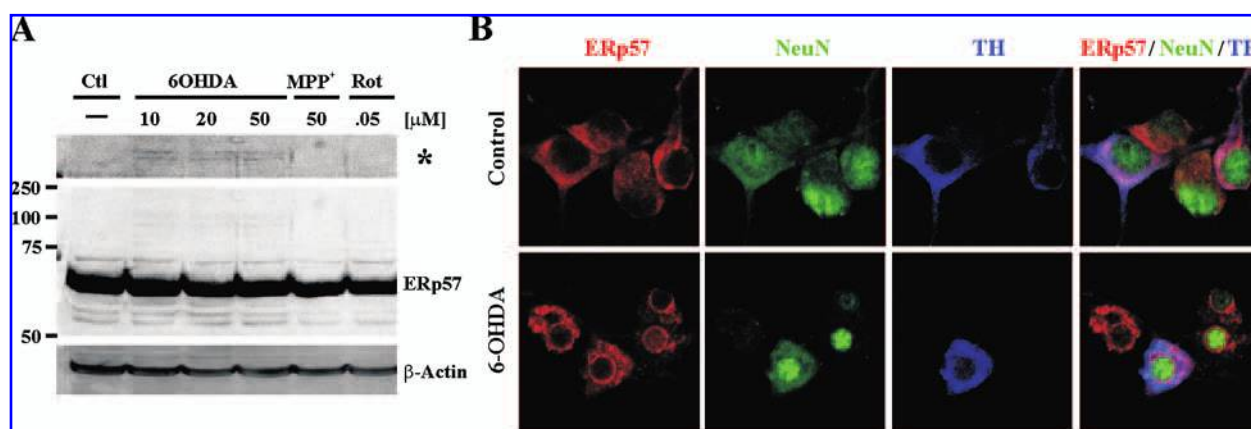 A
Ctl 6OHDA MPP+ Rot
— 10 20 50 50 .05 [µM]
*
250
100
75
ERp57
50
β-Actin
B
ERp57 NeuN TH ERp57/NeuN/TH
Control
6-OHDA